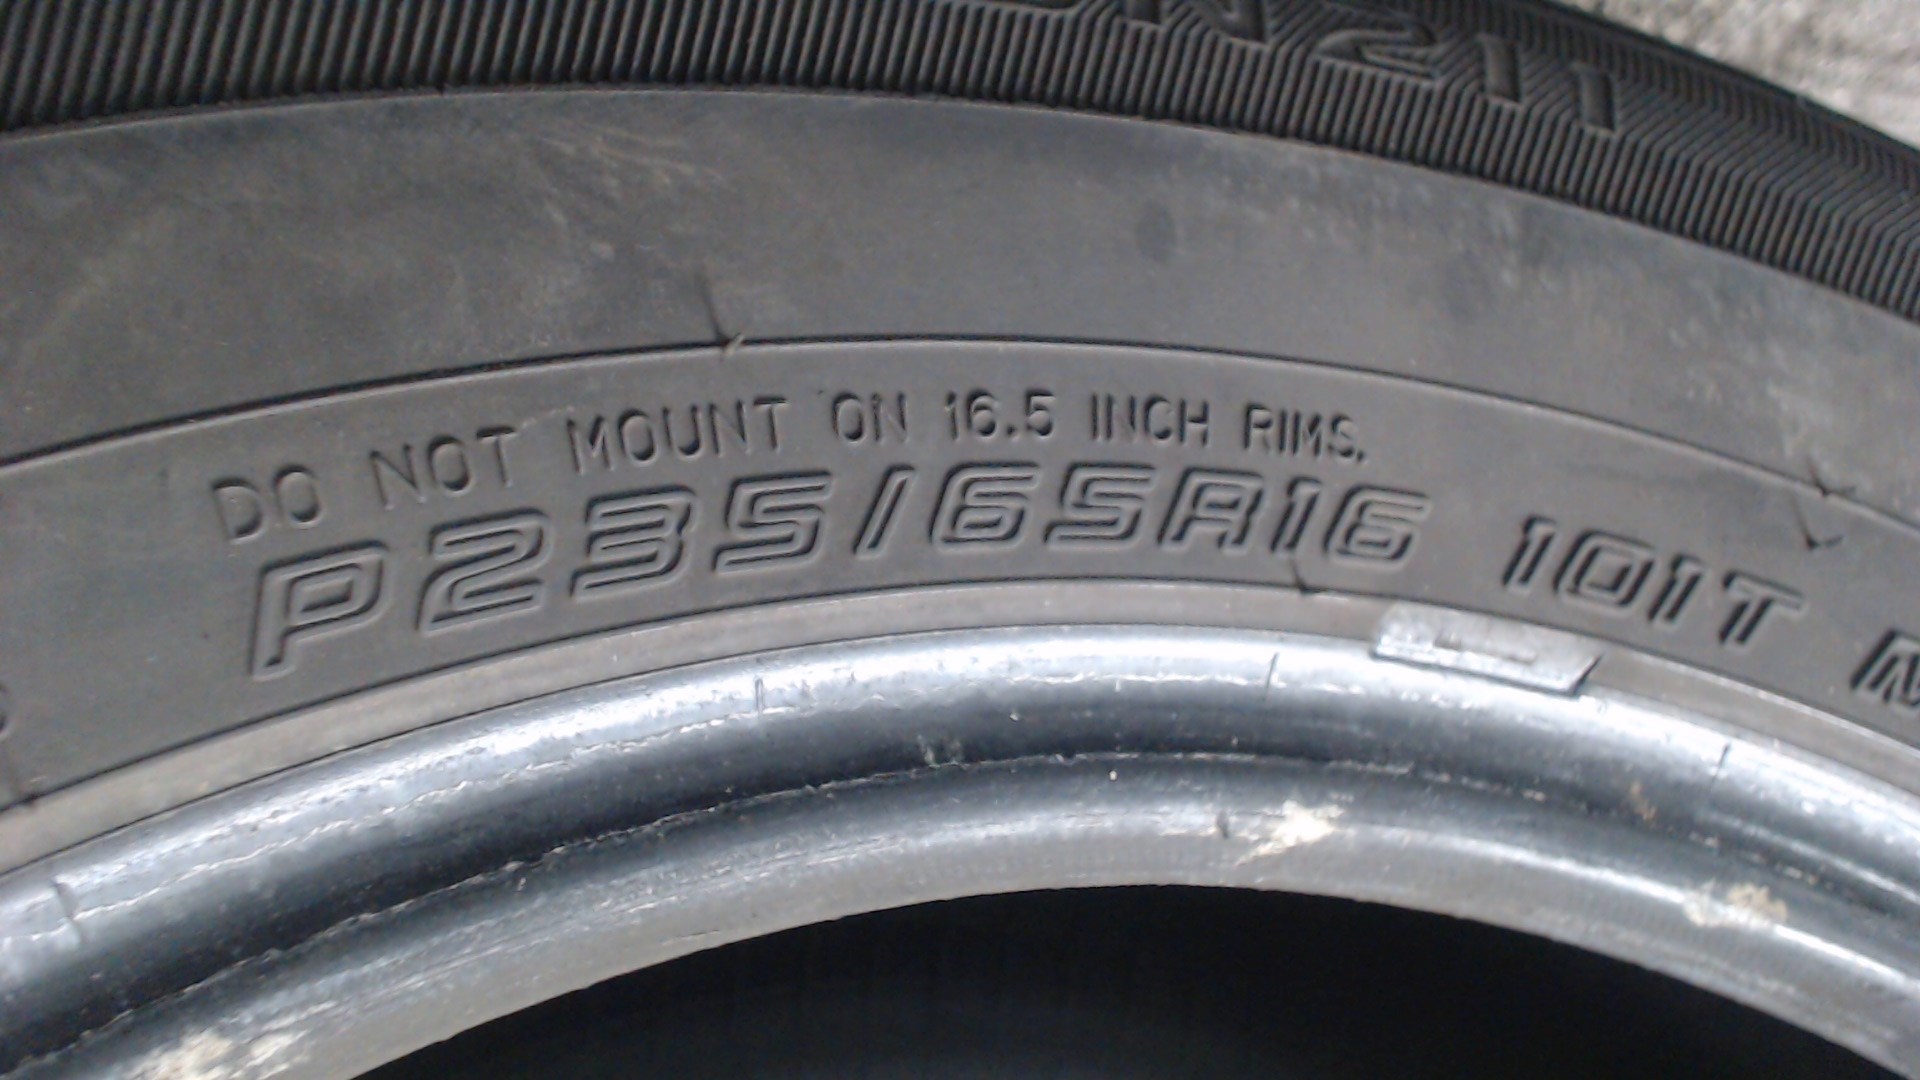 DO NOT MOUNT ON 16.5 INCH RIMS.
P235/65R16 101T